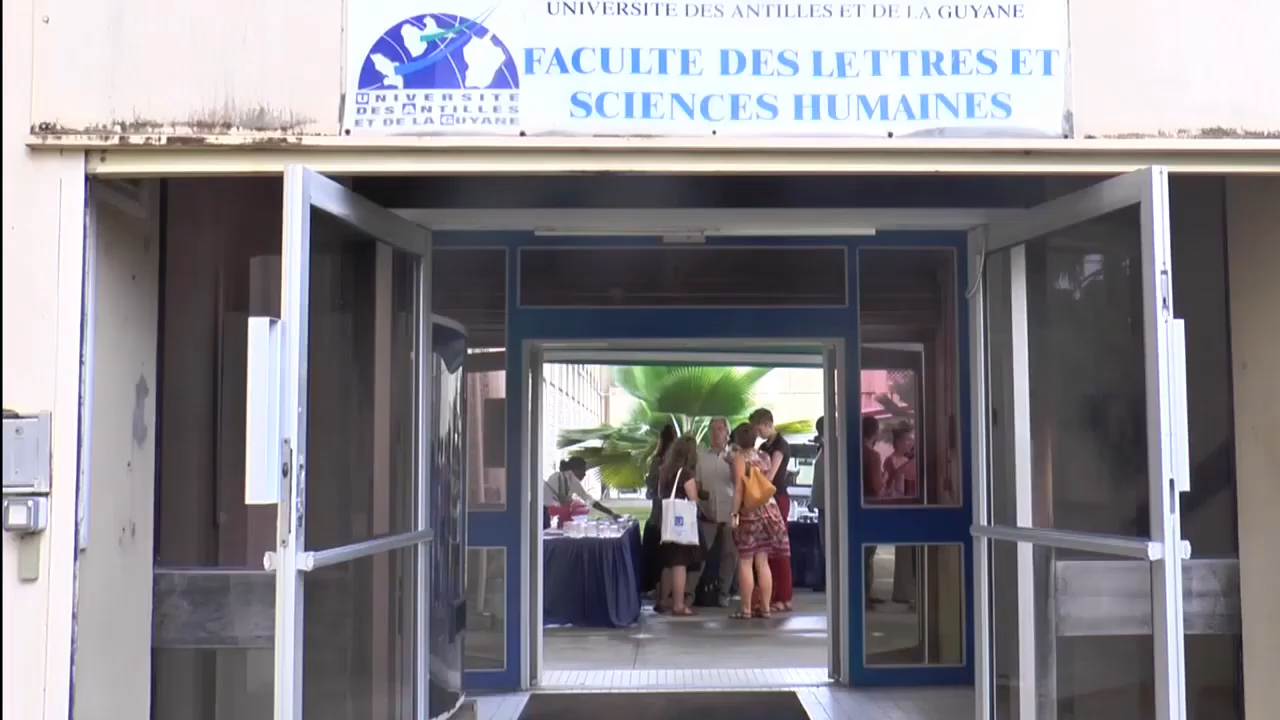 UNIVERSITE DES ANTILLES ET DE LA GUYANE
FACULTE DES LETTRES ET
SCIENCES HUMAINES
UNIVERSITE
DES ANTILLES
ET DE LA GUYANE